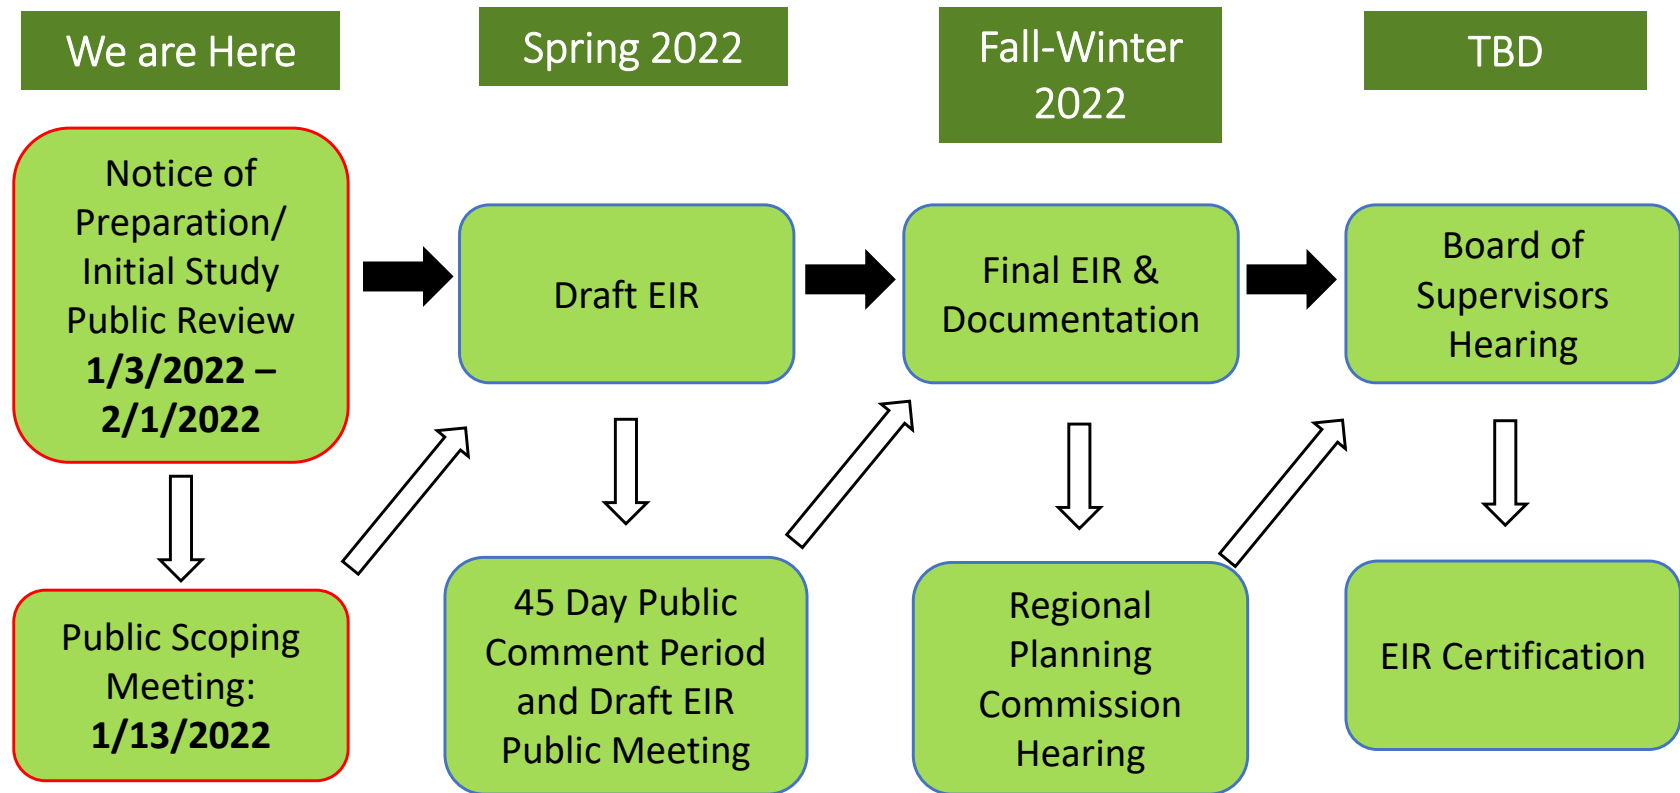 We are Here
Spring 2022
Fall-Winter
2022
TBD
Notice of
Preparation/
Initial Study
Public Review
1/3/2022 –
2/1/2022
Draft EIR
Final EIR &
Documentation
Board of
Supervisors
Hearing
Public Scoping
Meeting:
1/13/2022
45 Day Public
Comment Period
and Draft EIR
Public Meeting
Regional
Planning
Commission
Hearing
EIR Certification